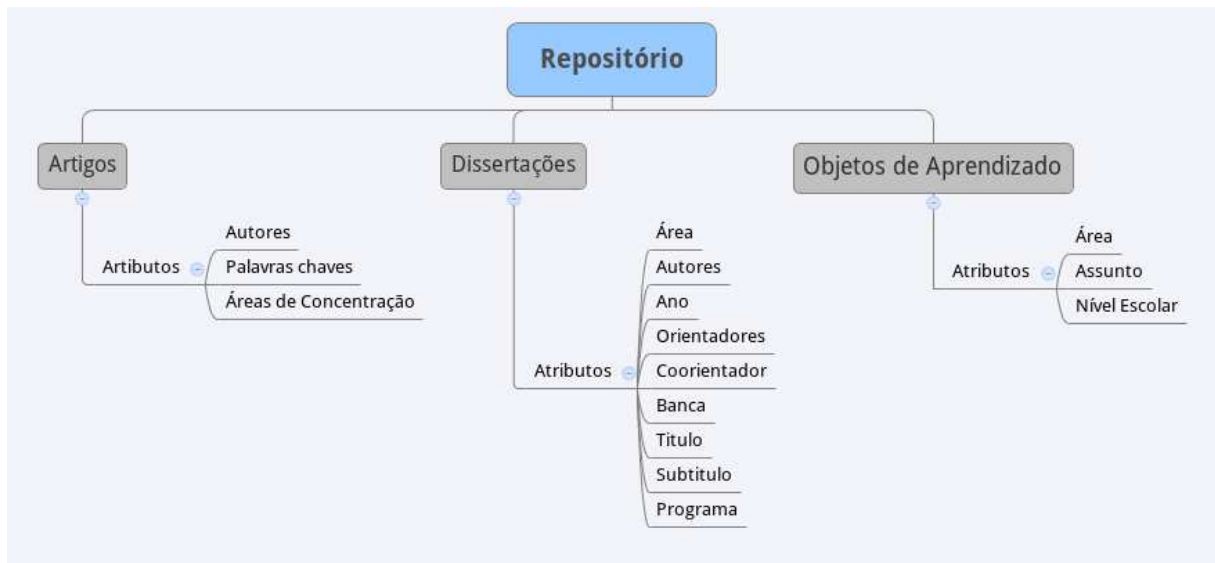 Repositório
Artigos
Artibutos
Autores
Palavras chaves
Áreas de Concentração
Dissertações
Atributos
Área
Autores
Ano
Orientadores
Coorientador
Banca
Titulo
Subtitulo
Programa
Objetos de Aprendizado
Atributos
Área
Assunto
Nível Escolar